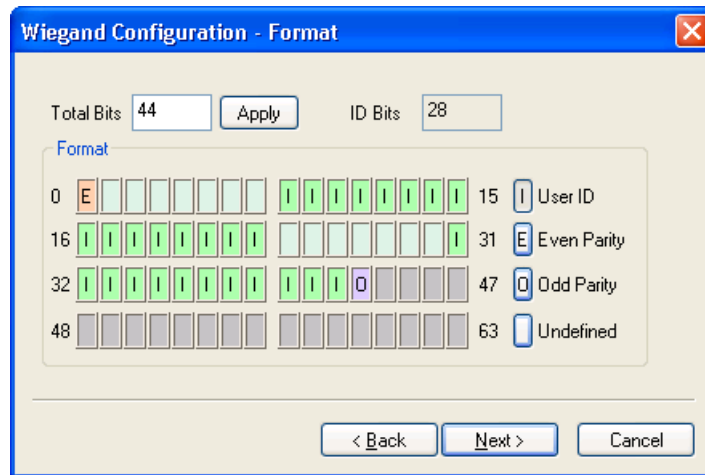 Wiegand Configuration - Format
Total Bits 44 Apply ID Bits 28
Format
0 E I I I I I I I I 15 I User ID
16 I I I I I I I I I 31 E Even Parity
32 I I I I I I I I I I I O 47 O Odd Parity
48 63 Undefined
< Back Next > Cancel